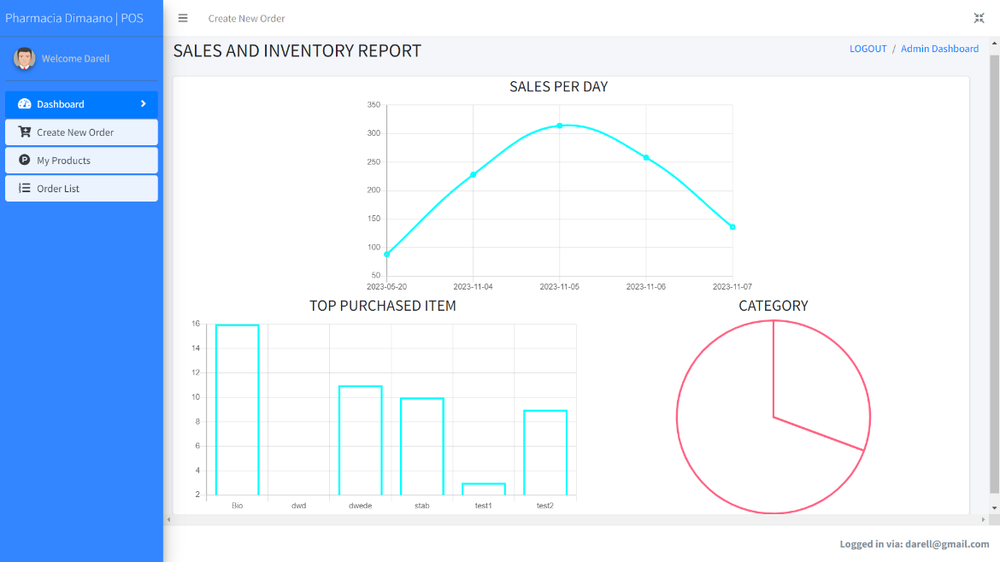 Pharmacia Dimaano | POS
Create New Order
Welcome Darell
Dashboard
Create New Order
My Products
Order List
SALES AND INVENTORY REPORT
LOGOUT / Admin Dashboard
SALES PER DAY
350
300
250
200
150
100
50
2023-05-20 2023-11-04 2023-11-05 2023-11-06 2023-11-07
TOP PURCHASED ITEM
16
14
12
10
8
6
4
2
Bio dwd dwede stab test1 test2
CATEGORY
Logged in via: darell@gmail.com